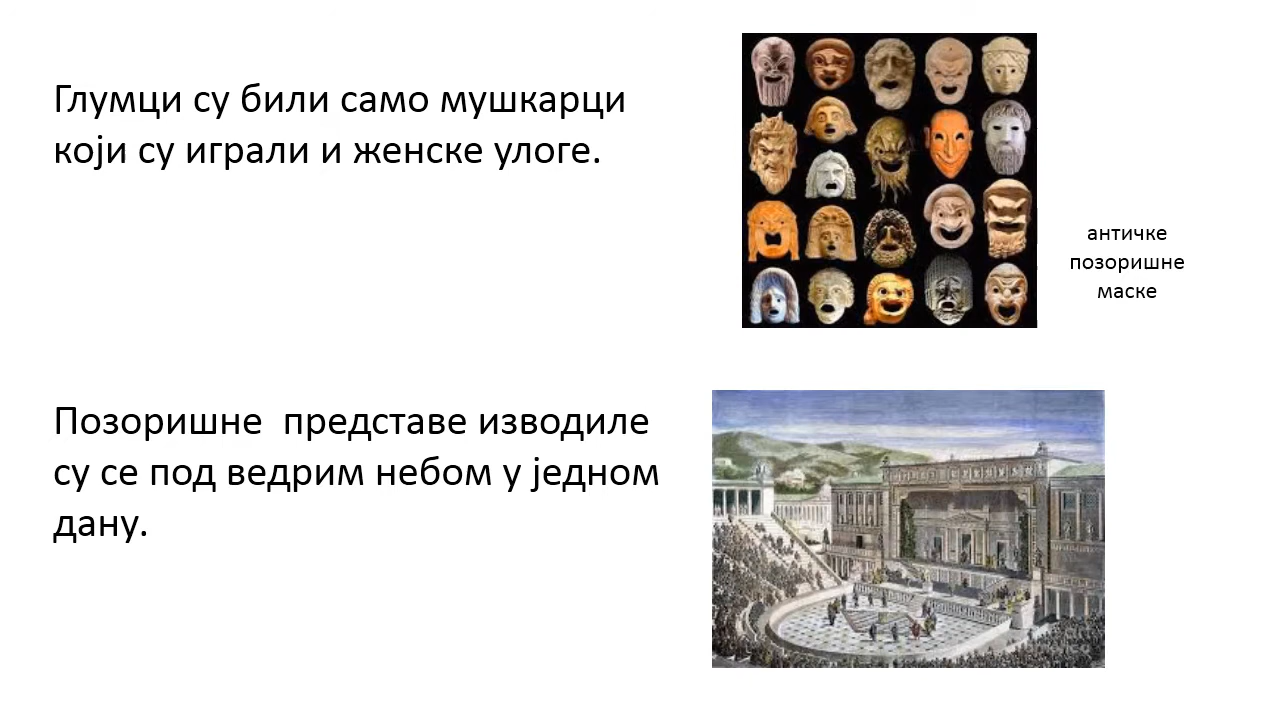 Глумци су били само мушкарци
који су играли и женске улоге.
античке
позоришне
маске
Позоришне  представе изводиле
су се под ведрим небом у једном
дану.